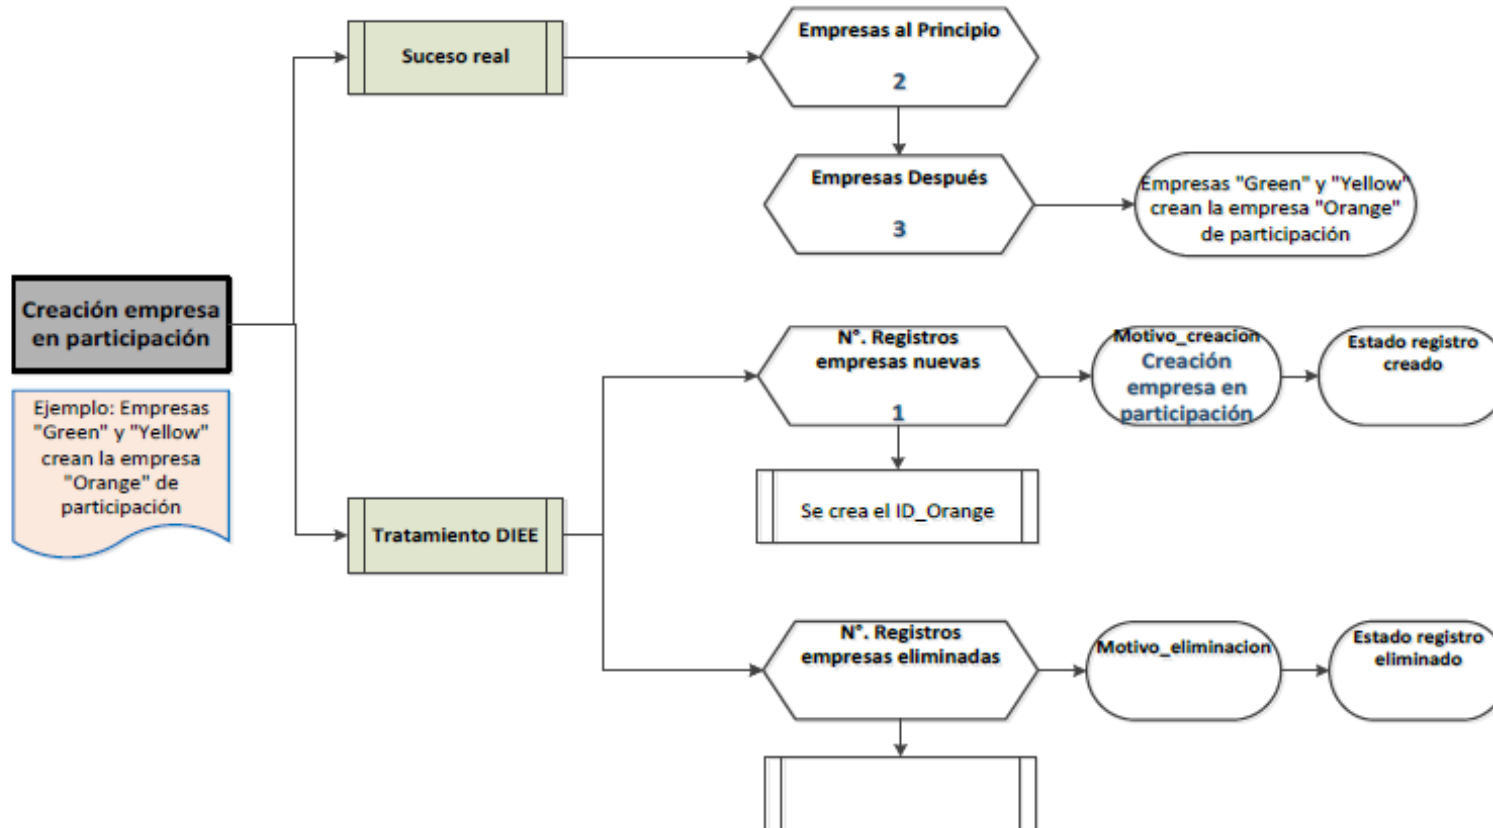 Suceso real
Empresas al Principio
2
Empresas Después
3
Empresas "Green" y "Yellow"
crean la empresa "Orange"
de participación
Creación empresa
en participación
Ejemplo: Empresas
"Green" y "Yellow"
crean la empresa
"Orange" de
participación
Tratamiento DIEE
N°. Registros
empresas nuevas
1
Motivo_creacion
Creación
empresa en
participación
Estado registro
creado
Se crea el ID_Orange
N°. Registros
empresas eliminadas
Motivo_eliminacion
Estado registro
eliminado